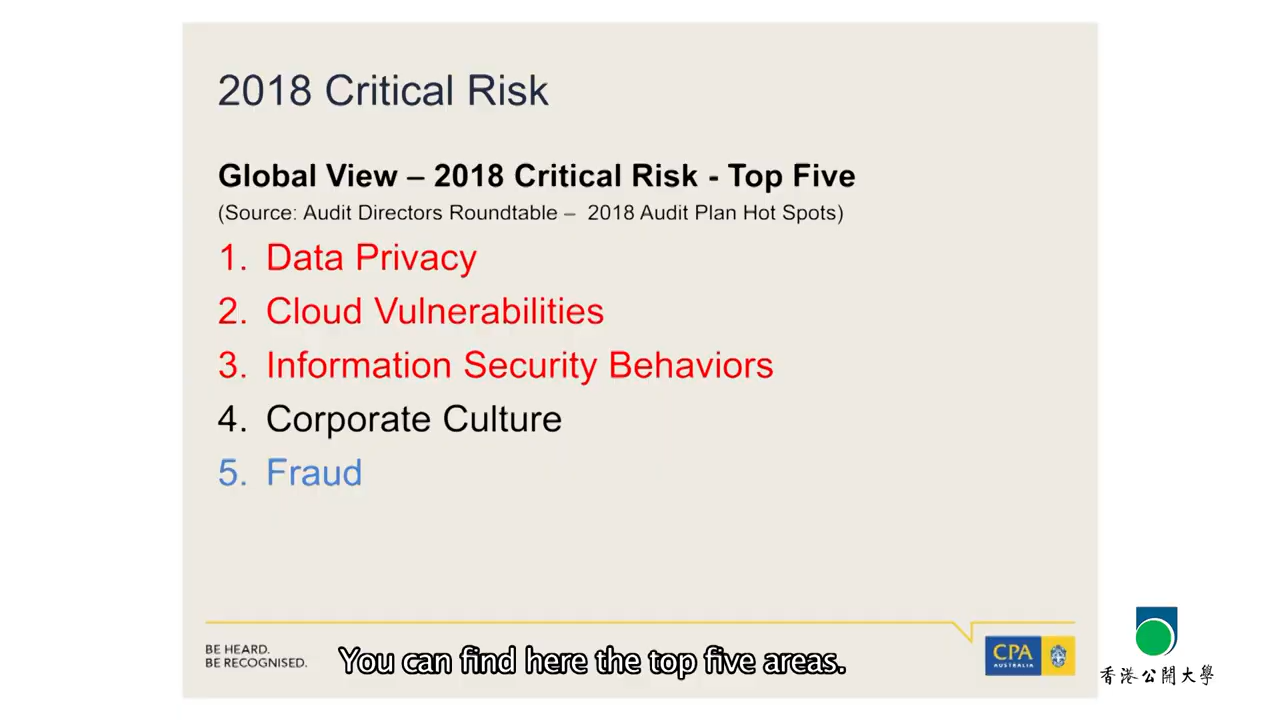 2018 Critical Risk
Global View – 2018 Critical Risk - Top Five
(Source: Audit Directors Roundtable – 2018 Audit Plan Hot Spots)
1. Data Privacy
2. Cloud Vulnerabilities
3. Information Security Behaviors
4. Corporate Culture
5. Fraud
BE HEARD.
BE RECOGNISED.
You can find here the top five areas.
CPA
AUSTRALIA
香港公開大學